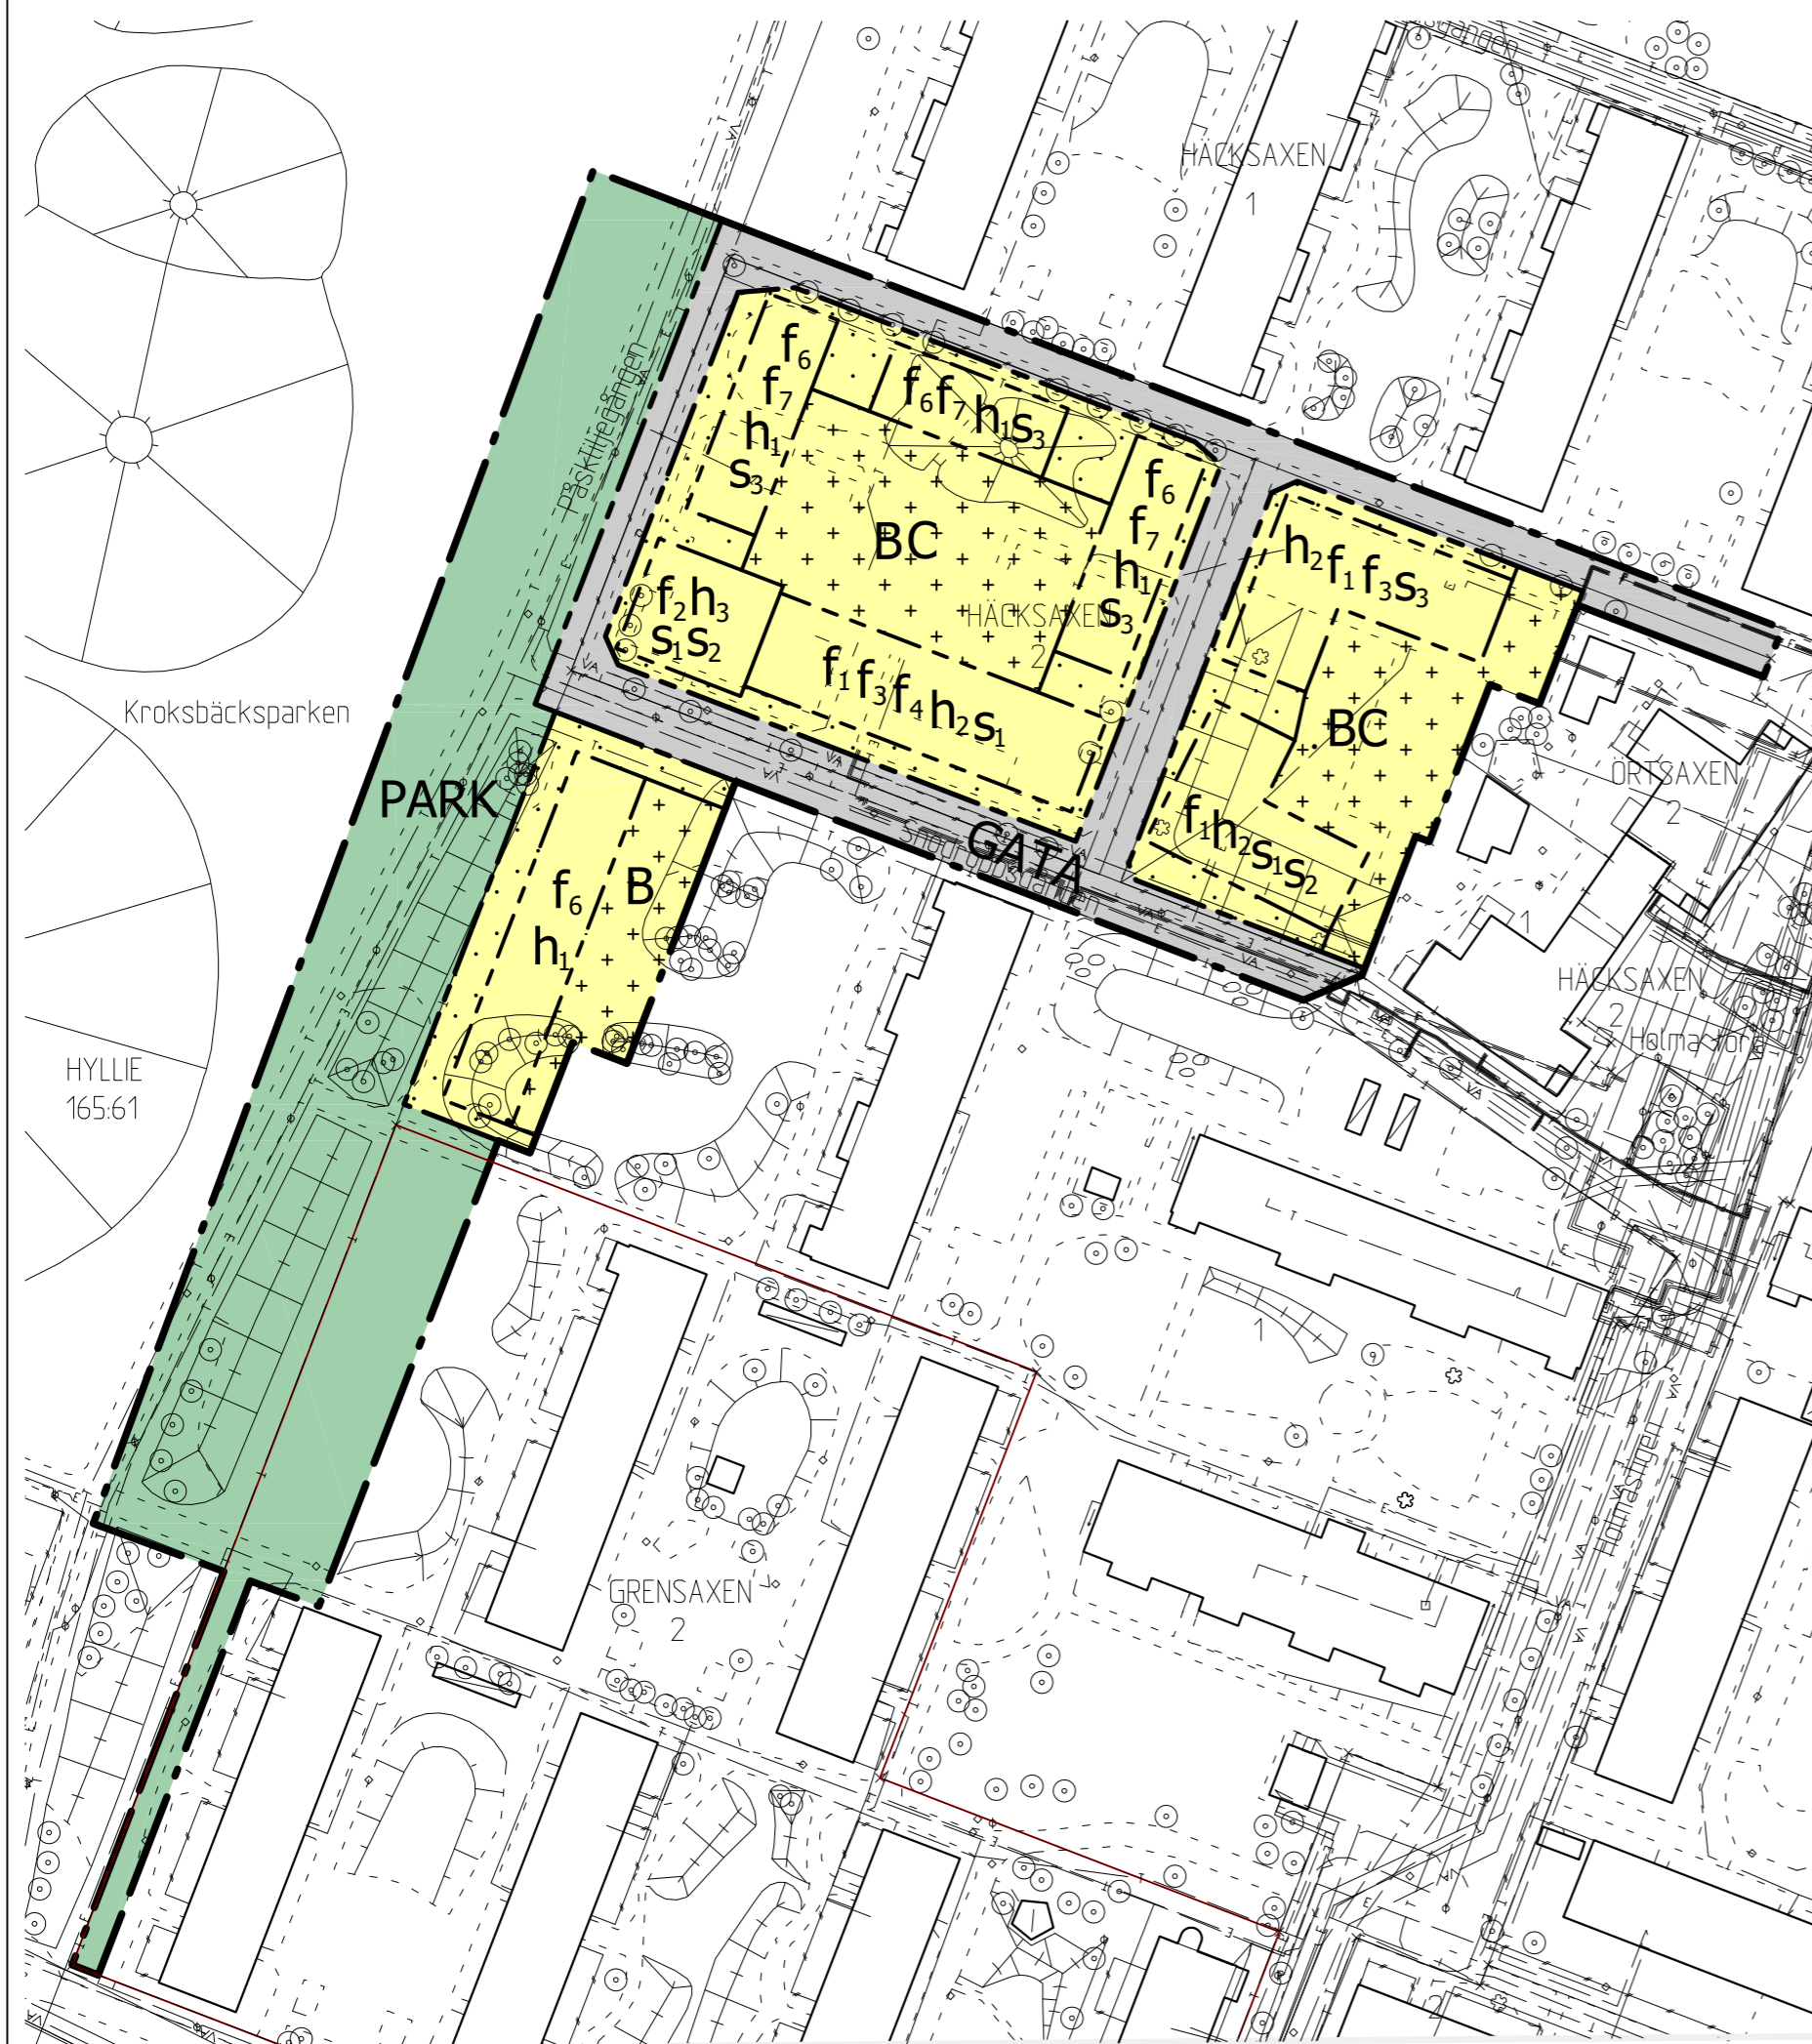 HÄCKSAXEN
1
Påskliljegången
f₆
f₇
h₁
s₃
f₆f₇h₁s₃
f₆
f₇
h₁
s₃
BC
HÄCKSAXEN
2
h₂f₁f₃s₃
f₂h₃
s₁s₂
f₁f₃f₄h₂s₁
BC
Kroksbäcksparken
PARK
ÖRTSAXEN
2
GATA
f₁h₂s₁s₂
f₆
B
h₁
1
HÄCKSAXEN
2
Holma torg
HYLLIE
165:61
1
Holmastigen
GRENSAXEN
2
2